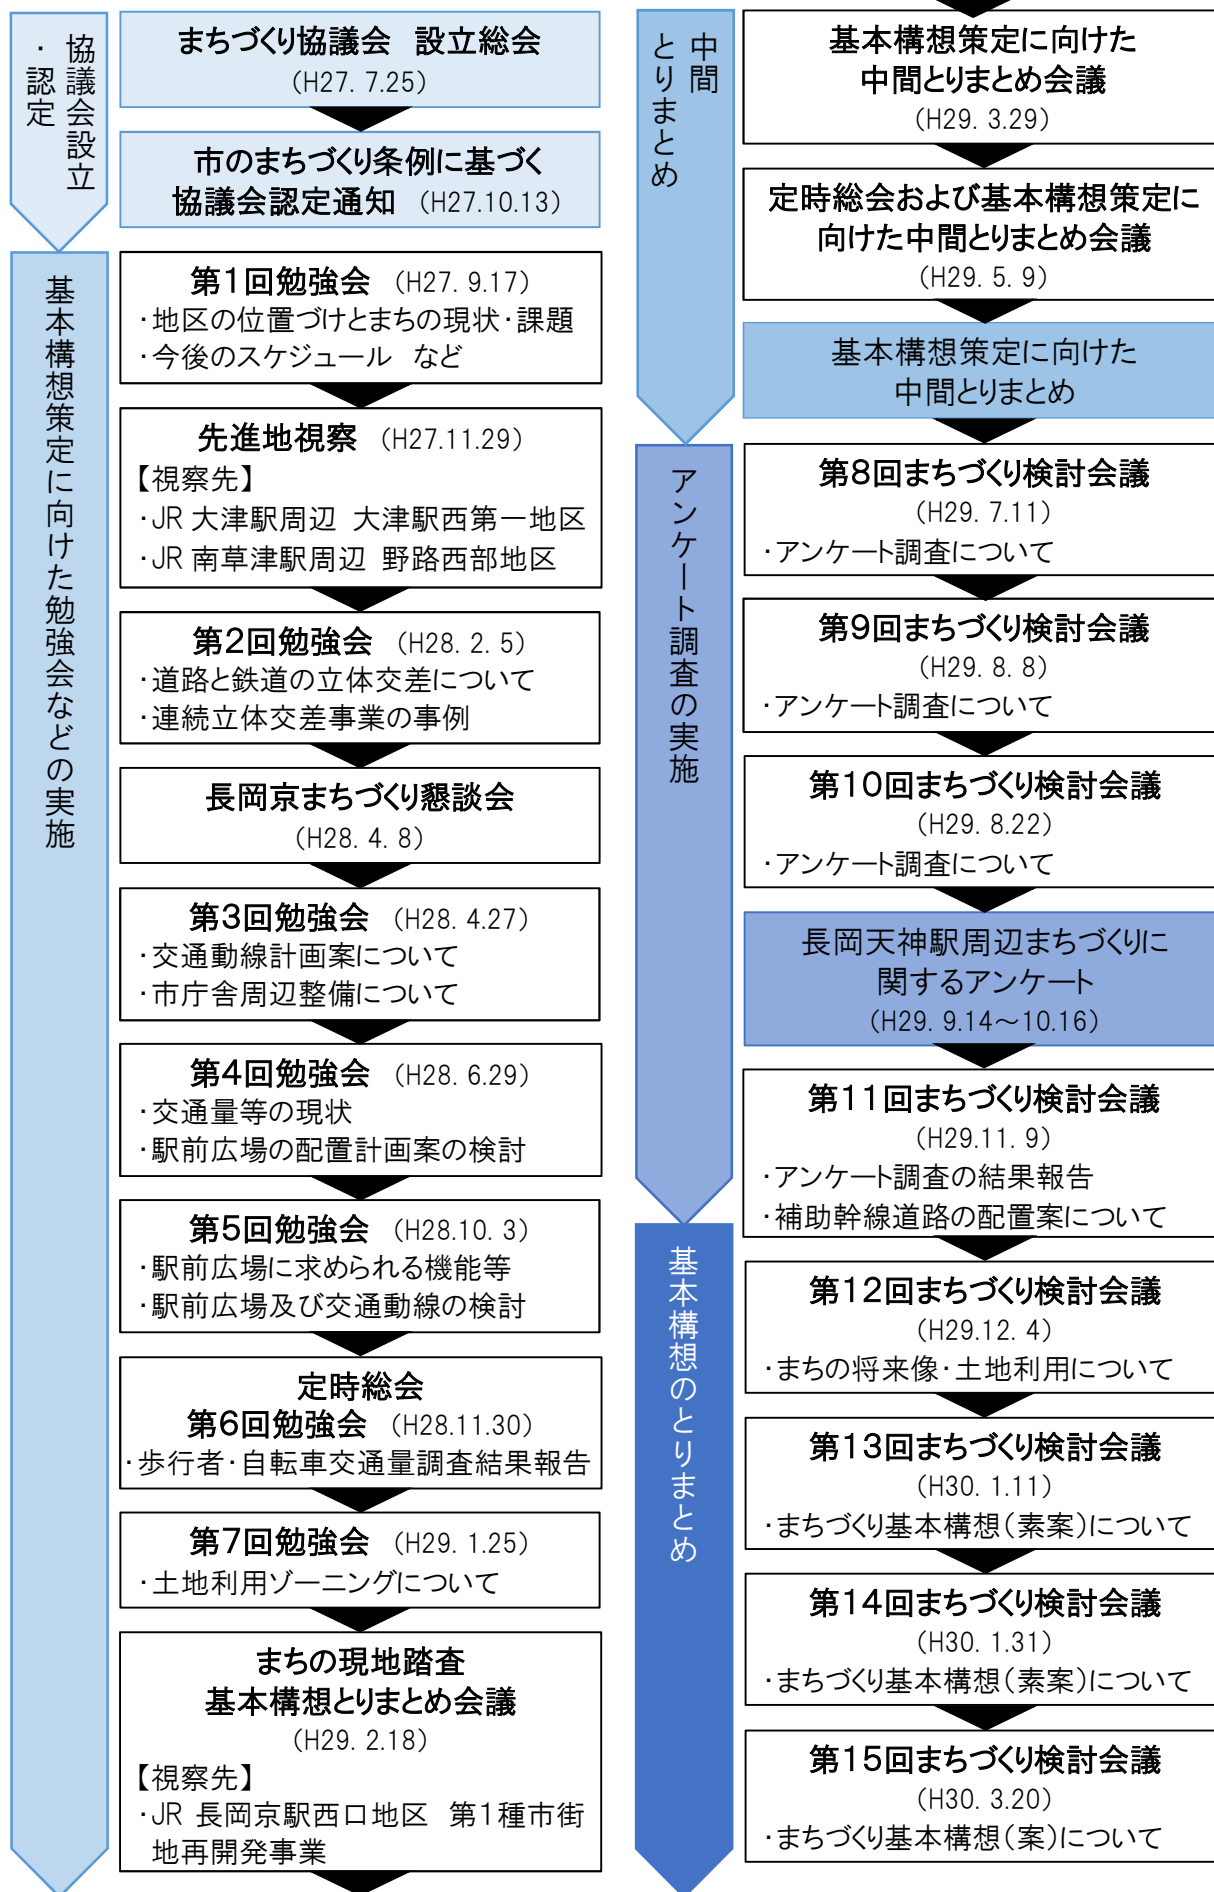 協議会設立
・認定
まちづくり協議会 設立総会
(H27. 7.25)
市のまちづくり条例に基づく
協議会認定通知 (H27.10.13)
基本構想策定に向けた勉強会などの実施
第1回勉強会 (H27. 9.17)
・地区の位置づけとまちの現状・課題
・今後のスケジュール など
先進地視察 (H27.11.29)
【視察先】
・JR 大津駅周辺 大津駅西第一地区
・JR 南草津駅周辺 野路西部地区
第2回勉強会 (H28. 2. 5)
・道路と鉄道の立体交差について
・連続立体交差事業の事例
長岡京まちづくり懇談会
(H28. 4. 8)
第3回勉強会 (H28. 4.27)
・交通動線計画案について
・市庁舎周辺整備について
第4回勉強会 (H28. 6.29)
・交通量等の現状
・駅前広場の配置計画案の検討
第5回勉強会 (H28.10. 3)
・駅前広場に求められる機能等
・駅前広場及び交通動線の検討
定時総会
第6回勉強会 (H28.11.30)
・歩行者・自転車交通量調査結果報告
第7回勉強会 (H29. 1.25)
・土地利用ゾーニングについて
まちの現地踏査
基本構想とりまとめ会議
(H29. 2.18)
【視察先】
・JR 長岡京駅西口地区 第1種市街
地再開発事業
中間
とりまとめ
基本構想策定に向けた
中間とりまとめ会議
(H29. 3.29)
定時総会および基本構想策定に
向けた中間とりまとめ会議
(H29. 5. 9)
基本構想策定に向けた
中間とりまとめ
アンケート調査の実施
第8回まちづくり検討会議
(H29. 7.11)
・アンケート調査について
第9回まちづくり検討会議
(H29. 8. 8)
・アンケート調査について
第10回まちづくり検討会議
(H29. 8.22)
・アンケート調査について
長岡天神駅周辺まちづくりに
関するアンケート
(H29. 9.14～10.16)
第11回まちづくり検討会議
(H29.11. 9)
・アンケート調査の結果報告
・補助幹線道路の配置案について
基本構想のとりまとめ
第12回まちづくり検討会議
(H29.12. 4)
・まちの将来像・土地利用について
第13回まちづくり検討会議
(H30. 1.11)
・まちづくり基本構想(素案)について
第14回まちづくり検討会議
(H30. 1.31)
・まちづくり基本構想(素案)について
第15回まちづくり検討会議
(H30. 3.20)
・まちづくり基本構想(案)について